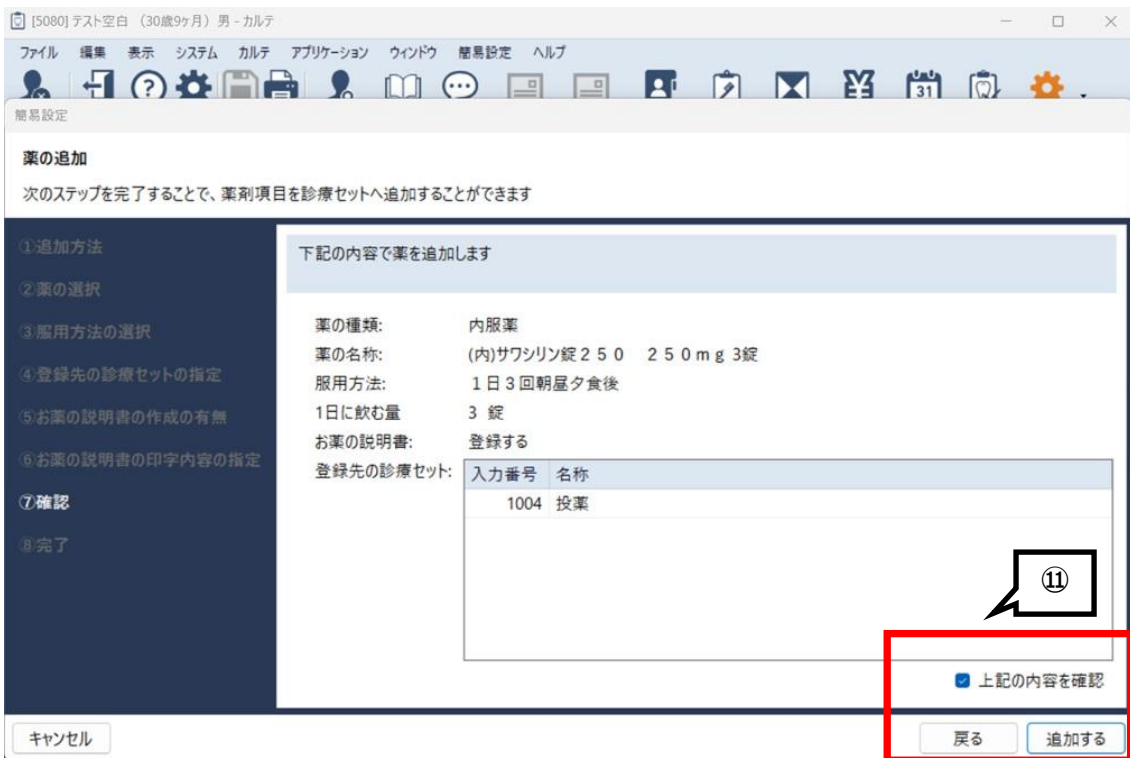 [5080] テスト空白 （30歳9ヶ月）男 - カルテ
ファイル 編集 表示 システム カルテ アプリケーション ウィンドウ 簡易設定 ヘルプ
31
簡易設定
薬の追加
次のステップを完了することで、薬剤項目を診療セットへ追加することができます
①追加方法
②薬の選択
③服用方法の選択
④登録先の診療セットの指定
⑤お薬の説明書の作成の有無
⑥お薬の説明書の印字内容の指定
⑦確認
⑧完了
下記の内容で薬を追加します
薬の種類: 内服薬
薬の名称: (内)サワシリン錠２５０　２５０ｍｇ 3錠
服用方法: １日３回朝昼夕食後
1日に飲む量 3 錠
お薬の説明書: 登録する
登録先の診療セット:
入力番号 名称
1004 投薬
⑪
上記の内容を確認
キャンセル 戻る 追加する